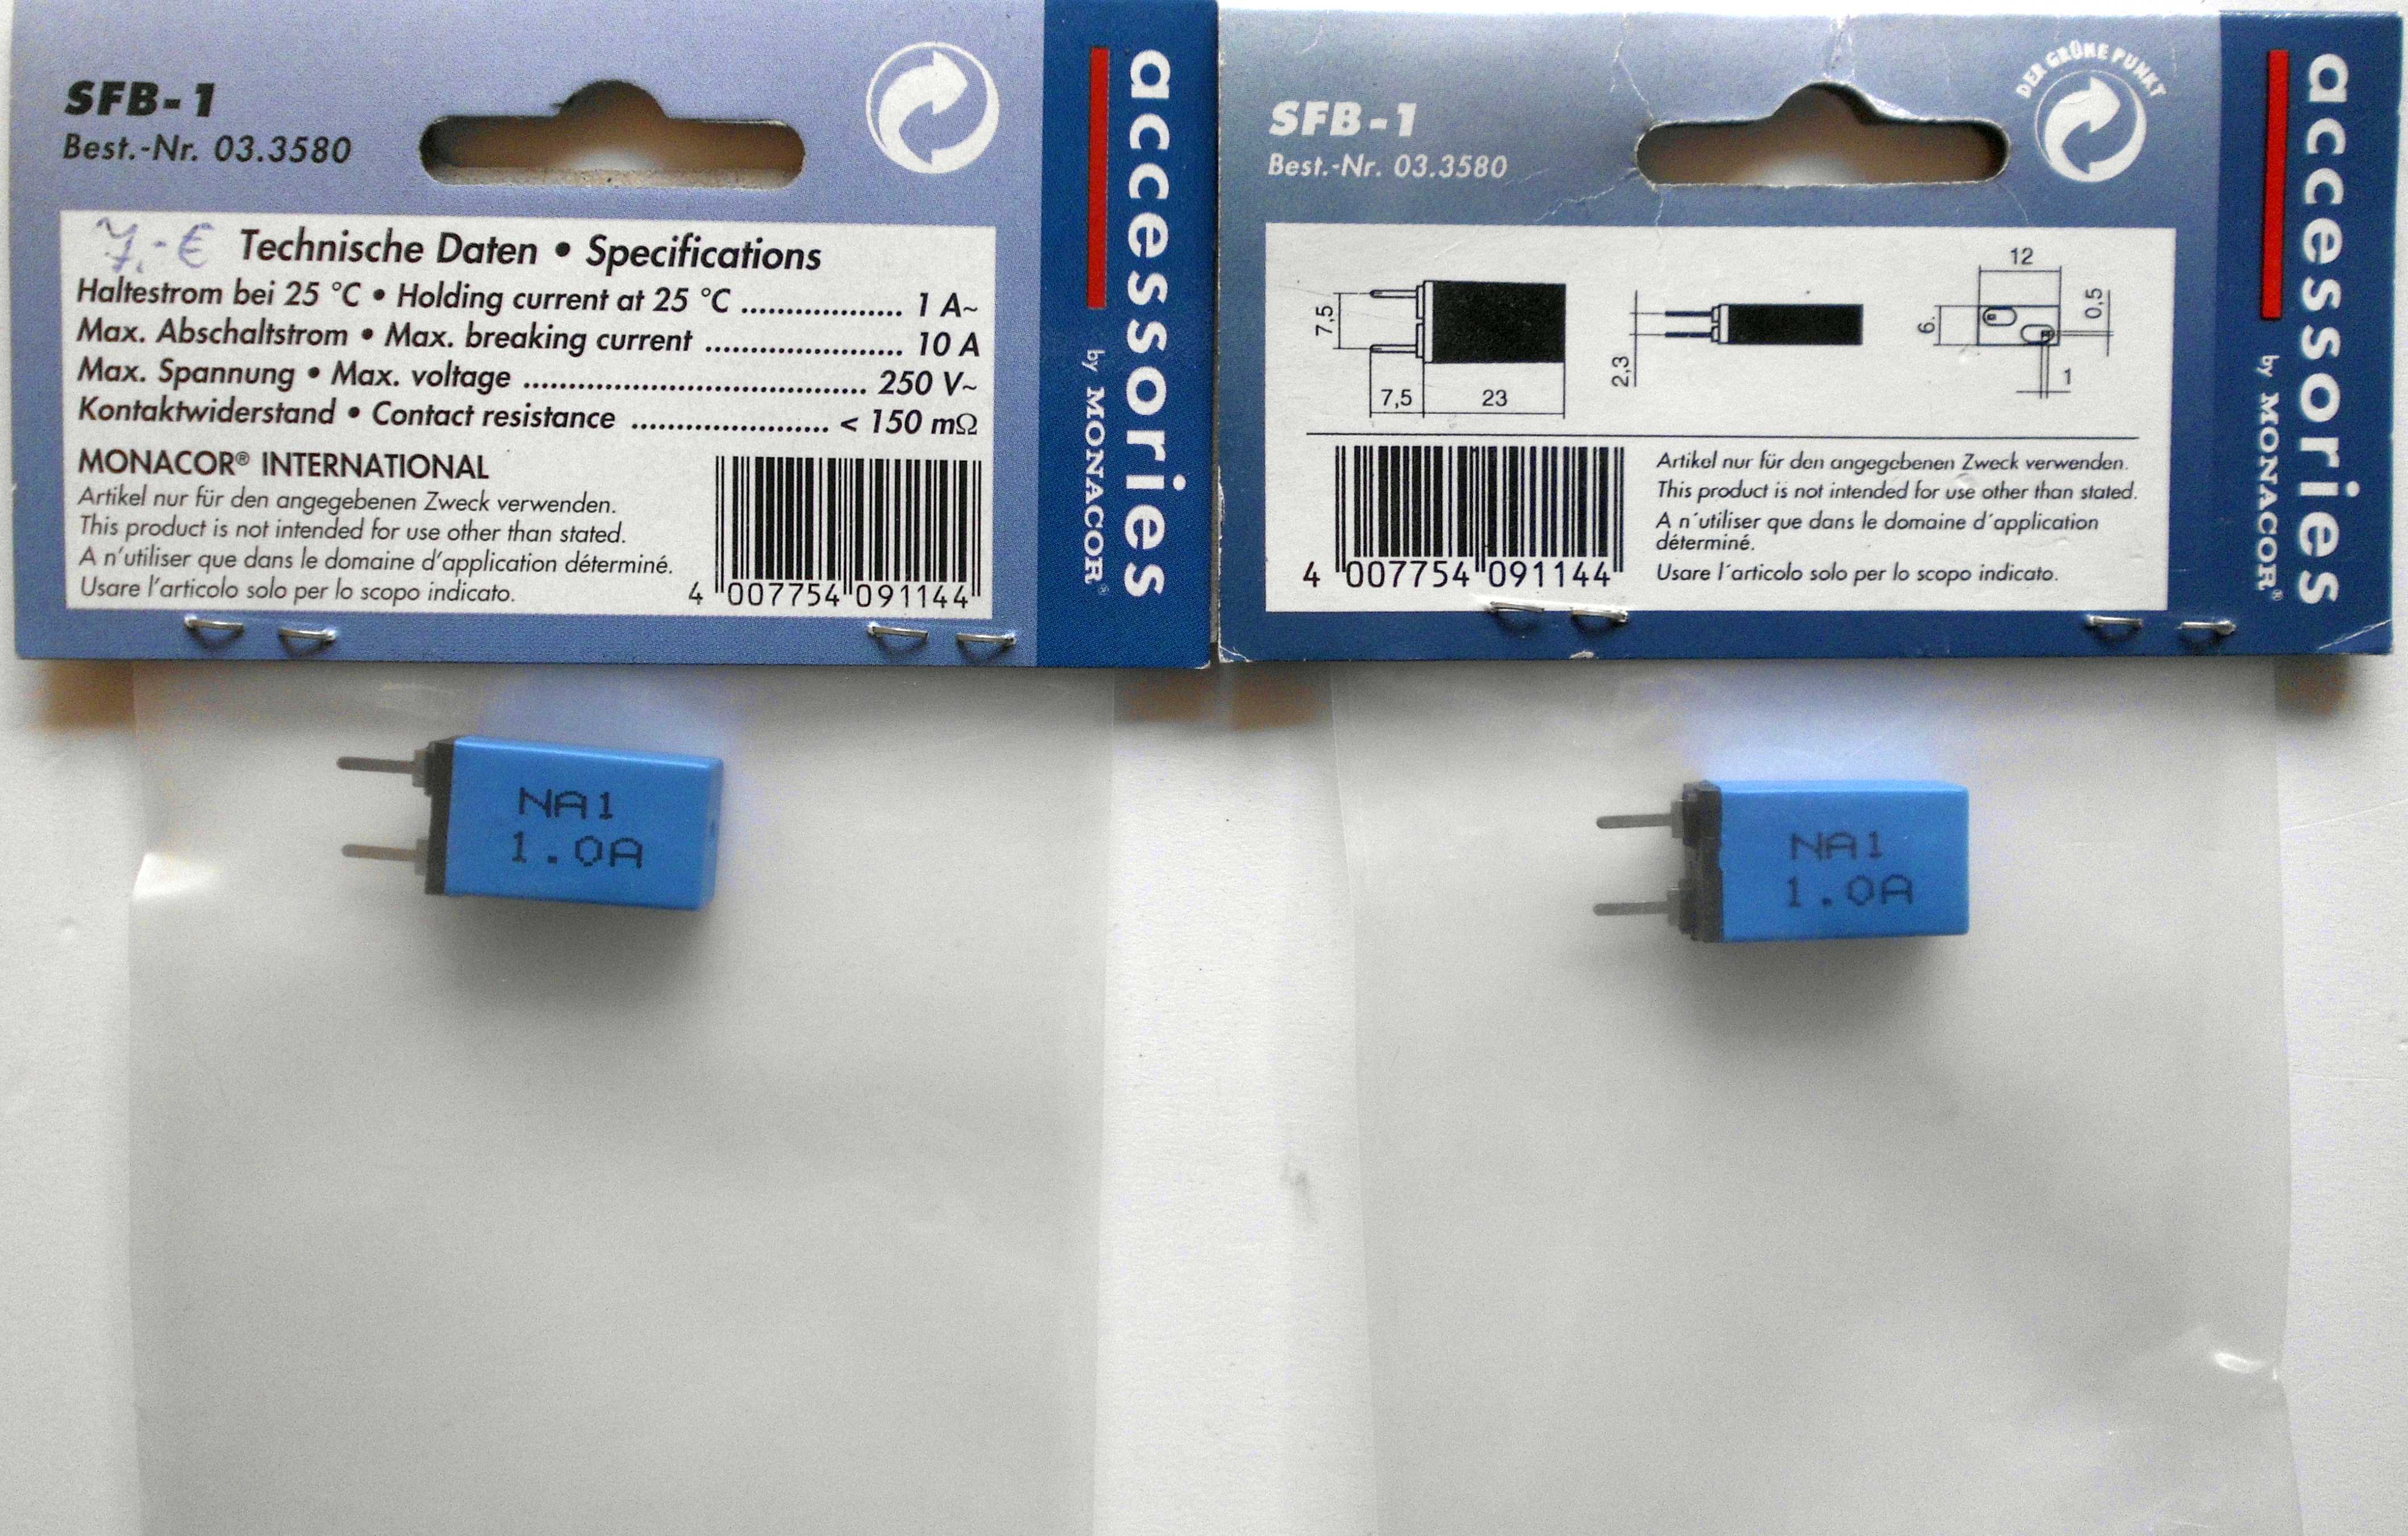 SFB-1
Best.-Nr. 03.3580
7,-€
Technische Daten • Specifications
Haltestrom bei 25 °C • Holding current at 25 °C .................. 1 A~
Max. Abschaltstrom • Max. breaking current ...................... 10 A
Max. Spannung • Max. voltage ...................................... 250 V~
Kontaktwiderstand • Contact resistance ...................... < 150 mΩ
MONACOR® INTERNATIONAL
Artikel nur für den angegebenen Zweck verwenden.
This product is not intended for use other than stated.
A n'utiliser que dans le domaine d'application déterminé.
Usare l'articolo solo per lo scopo indicato.
4 007754 091144
accessories
by MONACOR®
NA1
1.0A
SFB-1
Best.-Nr. 03.3580
DER GRÜNE PUNKT
7,5
7,5
23
2,3
12
6
0,5
1
4 007754 091144
Artikel nur für den angegebenen Zweck verwenden.
This product is not intended for use other than stated.
A n´utiliser que dans le domaine d´application
déterminé.
Usare l´articolo solo per lo scopo indicato.
accessories
by MONACOR®
NA1
1.0A